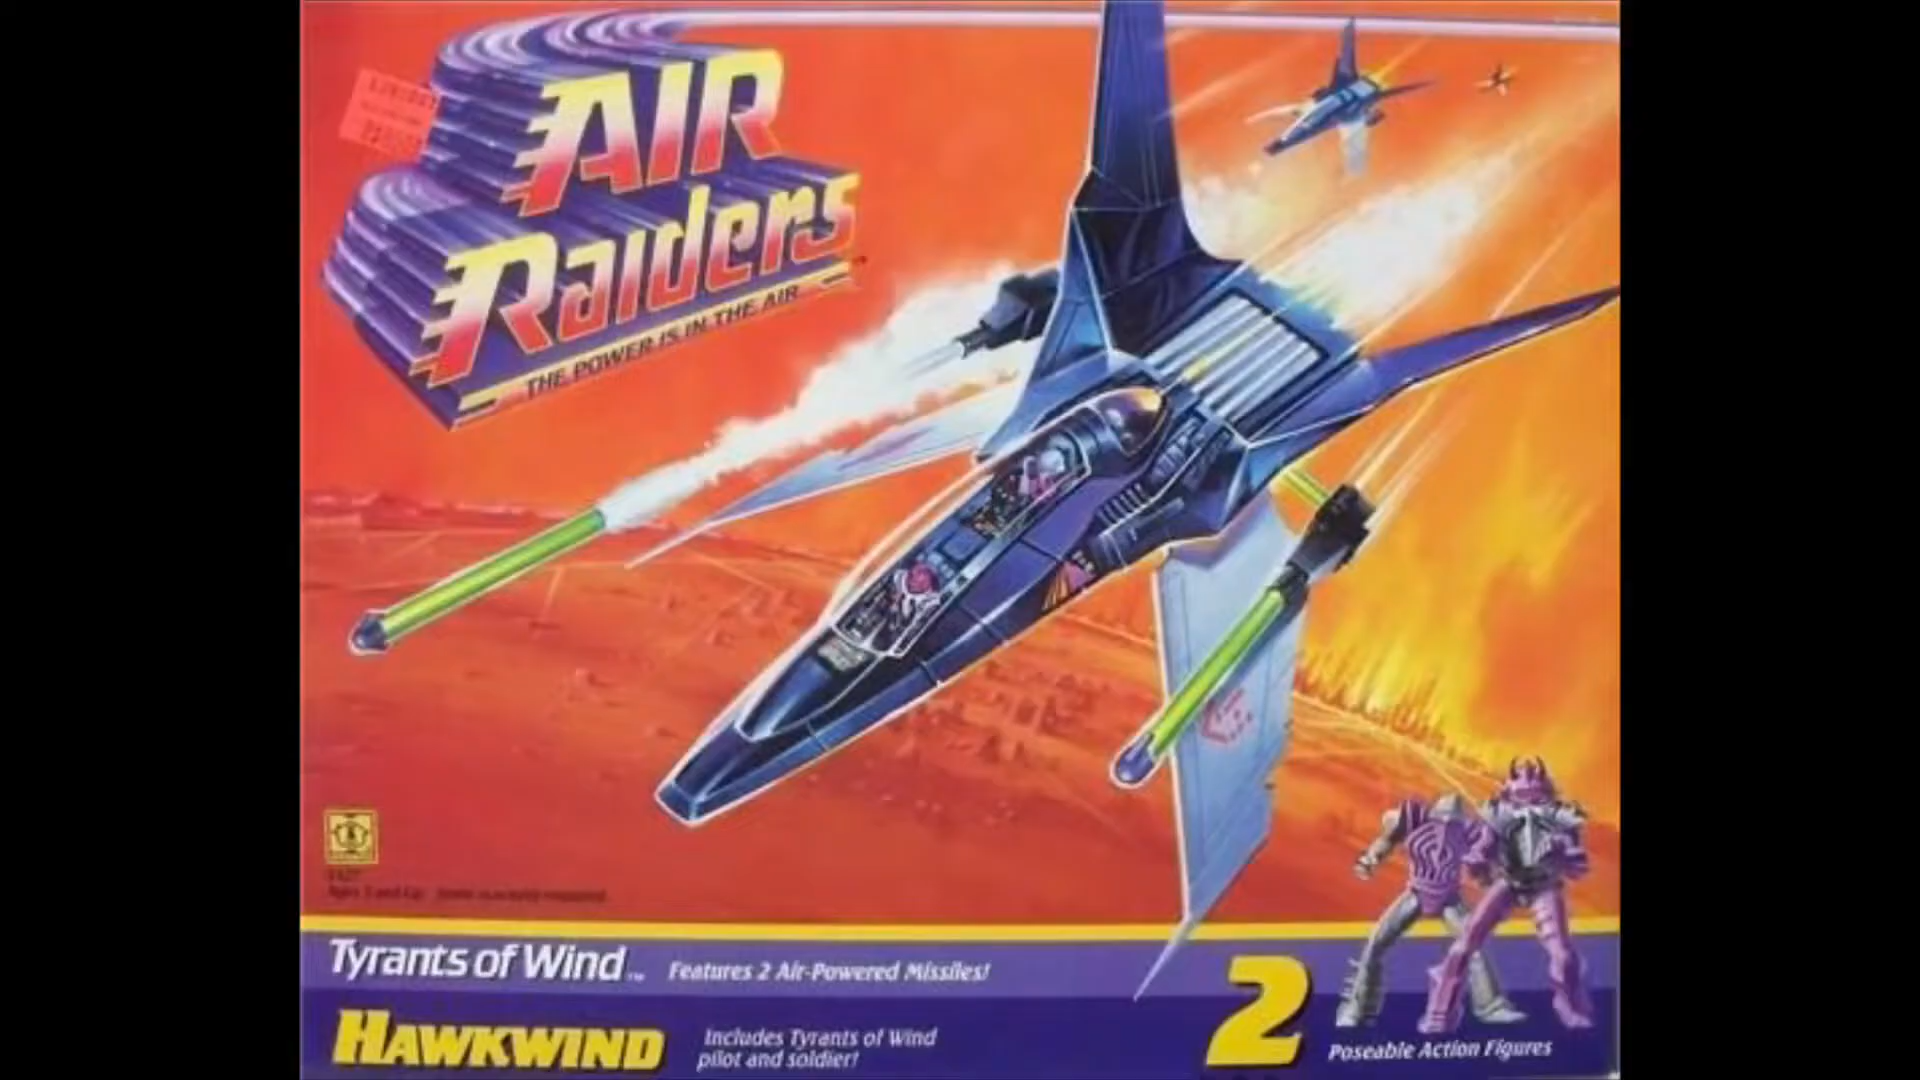 AIR
Raiders
THE POWER IS IN THE AIR
Tyrants of Wind™
Features 2 Air-Powered Missiles!
HAWKWIND
Includes Tyrants of Wind
pilot and soldier!
2
Poseable Action Figures